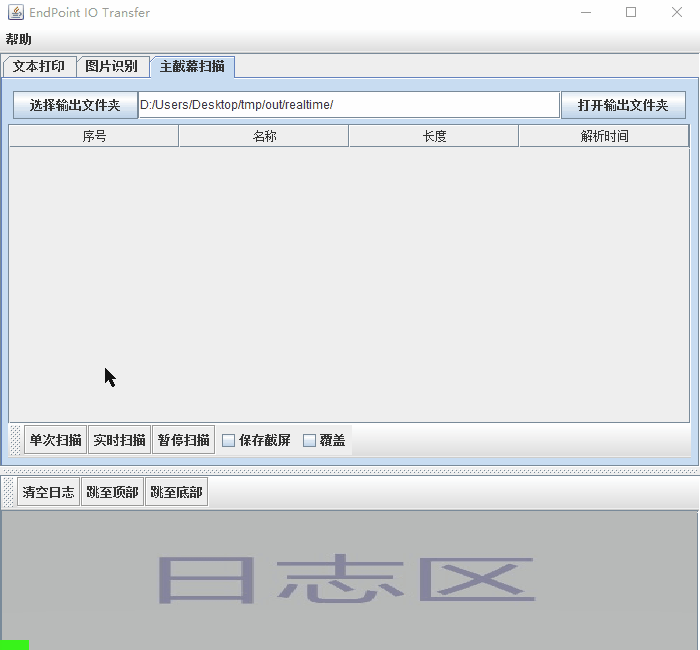 EndPoint IO Transfer
帮助
文本打印 图片识别 主截幕扫描
选择输出文件夹 D:/Users/Desktop/tmp/out/realtime/ 打开输出文件夹
序号 名称 长度 解析时间
单次扫描 实时扫描 暂停扫描 保存截屏 覆盖
清空日志 跳至顶部 跳至底部
日志区